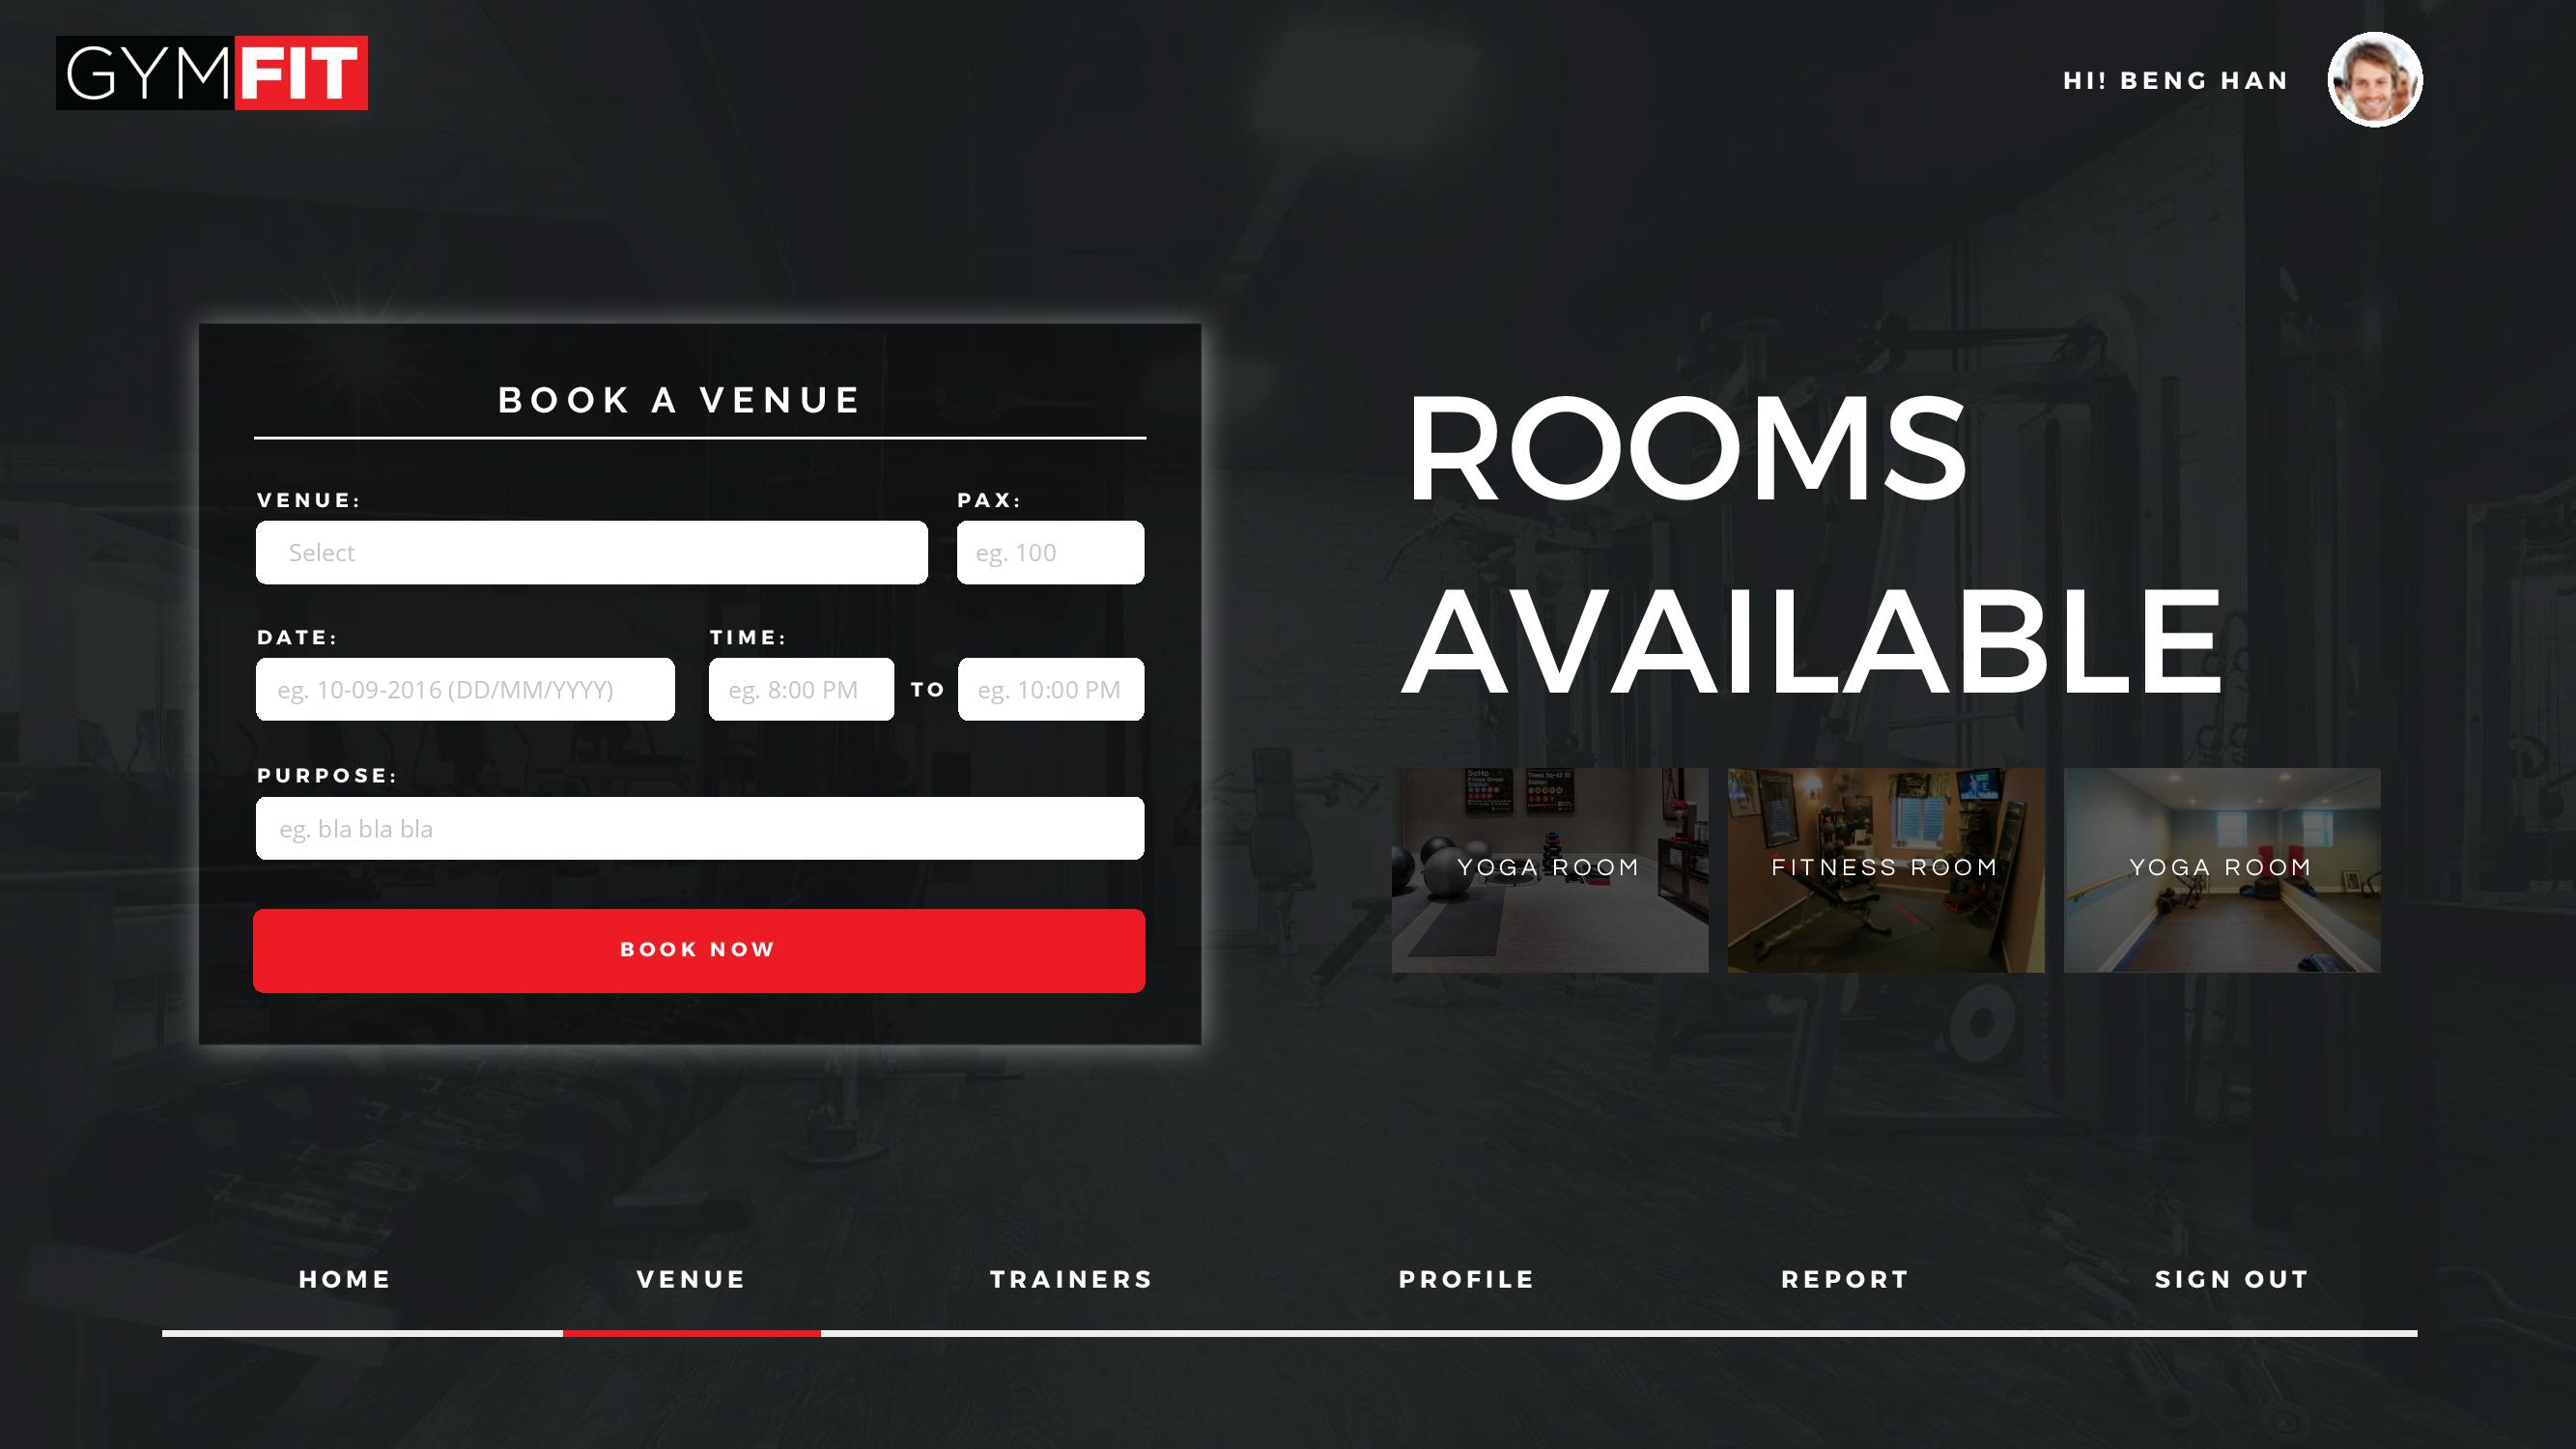 GYMFIT
HI! BENG HAN
BOOK A VENUE
VENUE:
PAX:
Select
eg. 100
DATE:
TIME:
eg. 10-09-2016 (DD/MM/YYYY)
eg. 8:00 PM
TO
eg. 10:00 PM
PURPOSE:
eg. bla bla bla
BOOK NOW
ROOMS
AVAILABLE
SoHo
YOGA ROOM
FITNESS ROOM
YOGA ROOM
HOME
VENUE
TRAINERS
PROFILE
REPORT
SIGN OUT